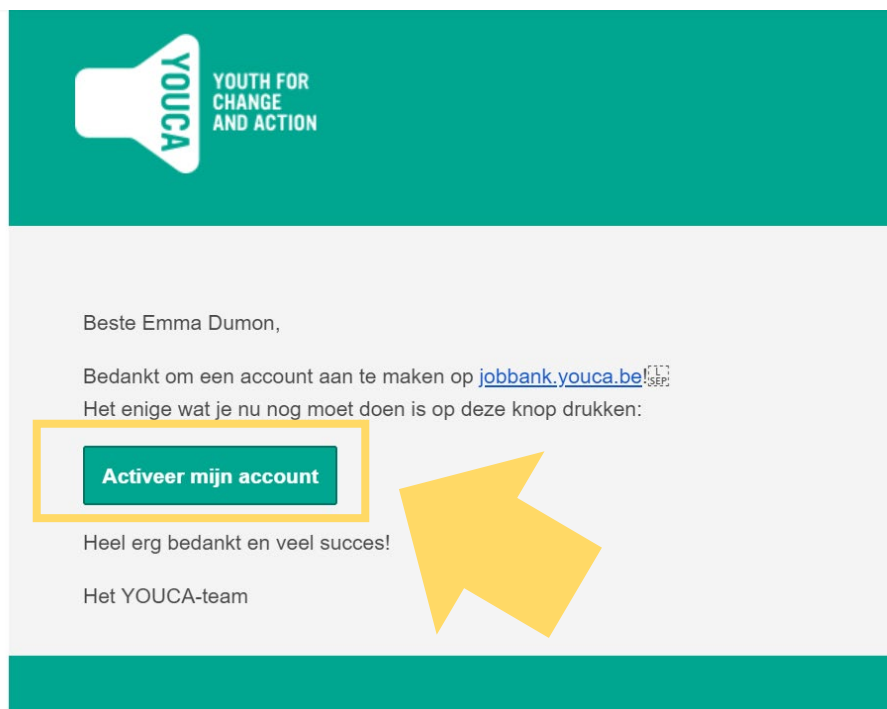 YOUCA
YOUTH FOR
CHANGE
AND ACTION
Beste Emma Dumon,
Bedankt om een account aan te maken op jobbank.youca.be!
Het enige wat je nu nog moet doen is op deze knop drukken:
Activeer mijn account
Heel erg bedankt en veel succes!
Het YOUCA-team